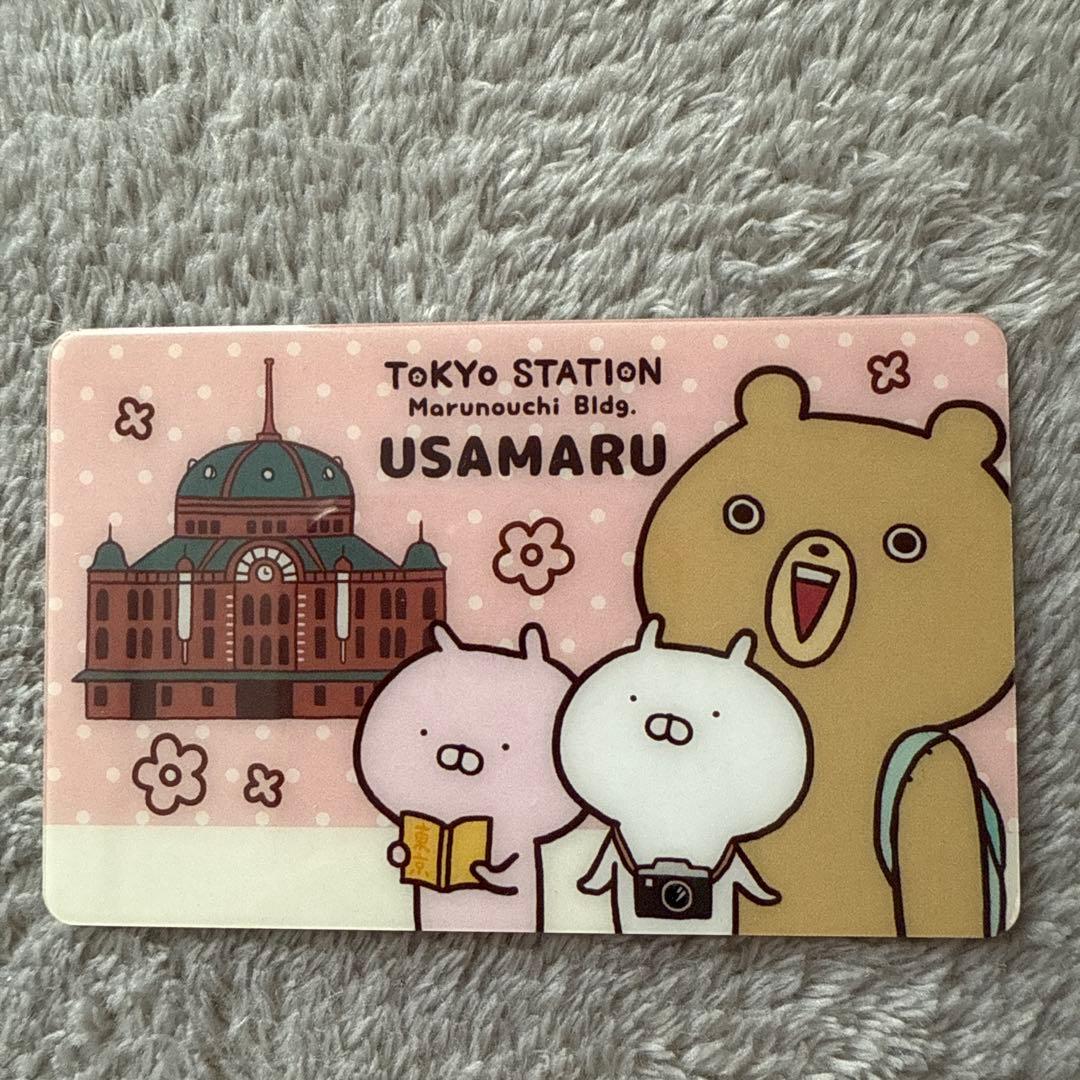 TOKYO STATION
Marunouchi Bldg.
USAMARU
東京